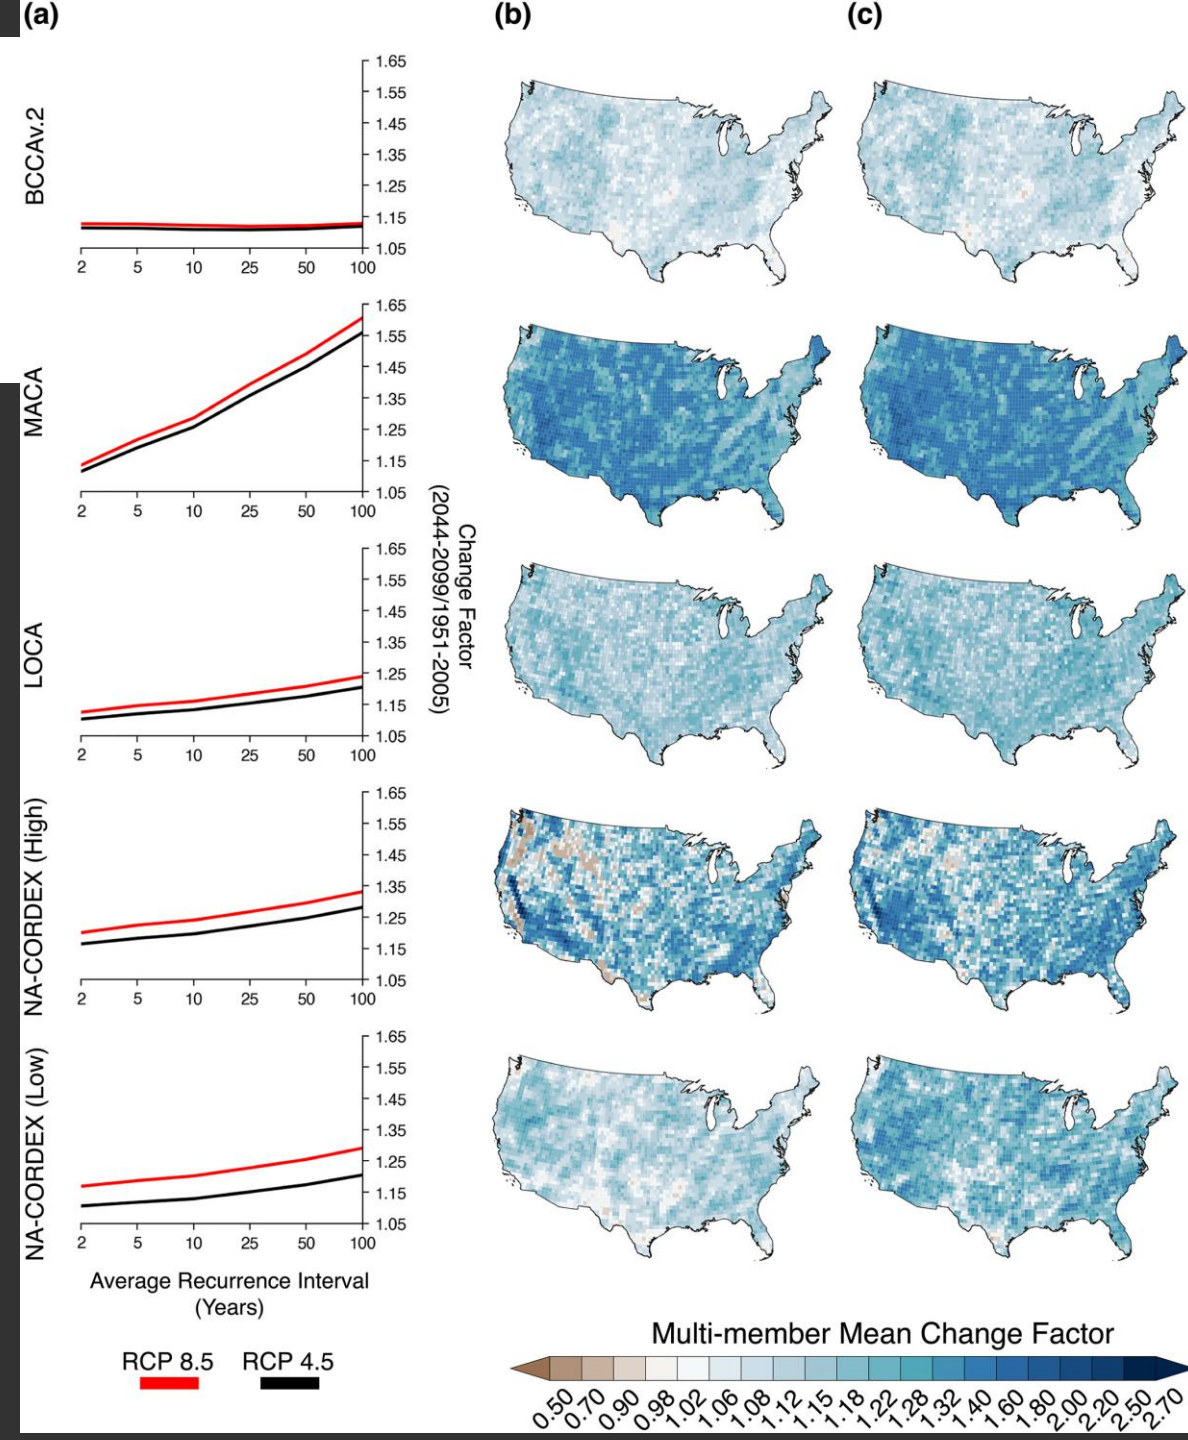 (a)
(b)
(c)
BCCAv.2
1.65
1.55
1.45
1.35
1.25
1.15
1.05
2 5 10 25 50 100
MACA
1.65
1.55
1.45
1.35
1.25
1.15
1.05
2 5 10 25 50 100
Change Factor
(2044-2099/1951-2005)
LOCA
1.65
1.55
1.45
1.35
1.25
1.15
1.05
2 5 10 25 50 100
NA-CORDEX (High)
1.65
1.55
1.45
1.35
1.25
1.15
1.05
2 5 10 25 50 100
NA-CORDEX (Low)
1.65
1.55
1.45
1.35
1.25
1.15
1.05
2 5 10 25 50 100
Average Recurrence Interval
(Years)
RCP 8.5 RCP 4.5
Multi-member Mean Change Factor
0.50 0.70 0.90 0.98 1.02 1.06 1.08 1.12 1.15 1.18 1.22 1.28 1.32 1.40 1.60 1.80 2.00 2.20 2.50 2.70